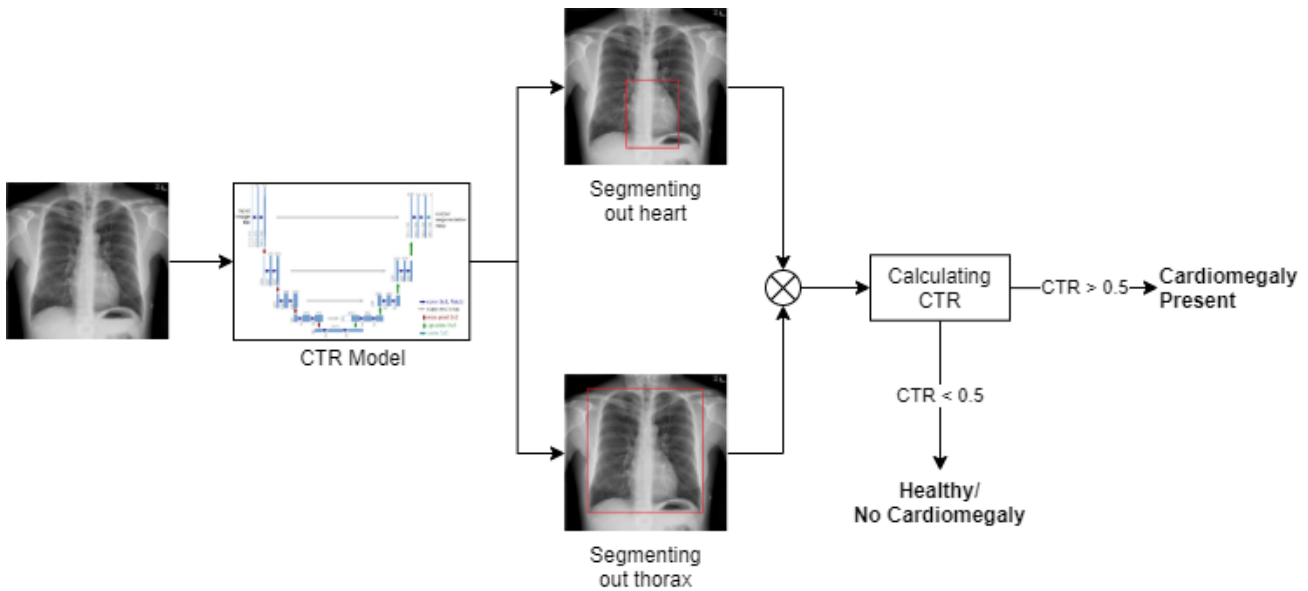 Segmenting
out heart
CTR Model
Calculating
CTR
CTR > 0.5
Cardiomegaly
Present
CTR < 0.5
Healthy/
No Cardiomegaly
Segmenting
out thorax